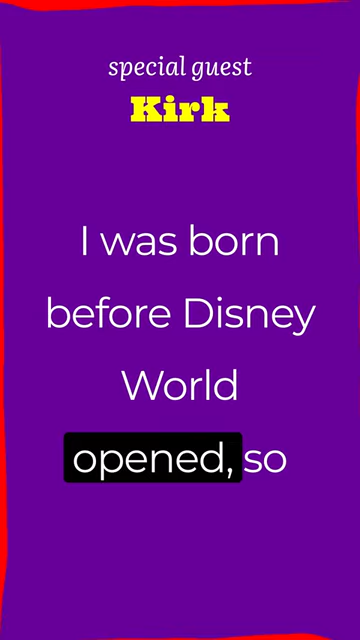 special guest
Kirk
I was born
before Disney
World
opened, so